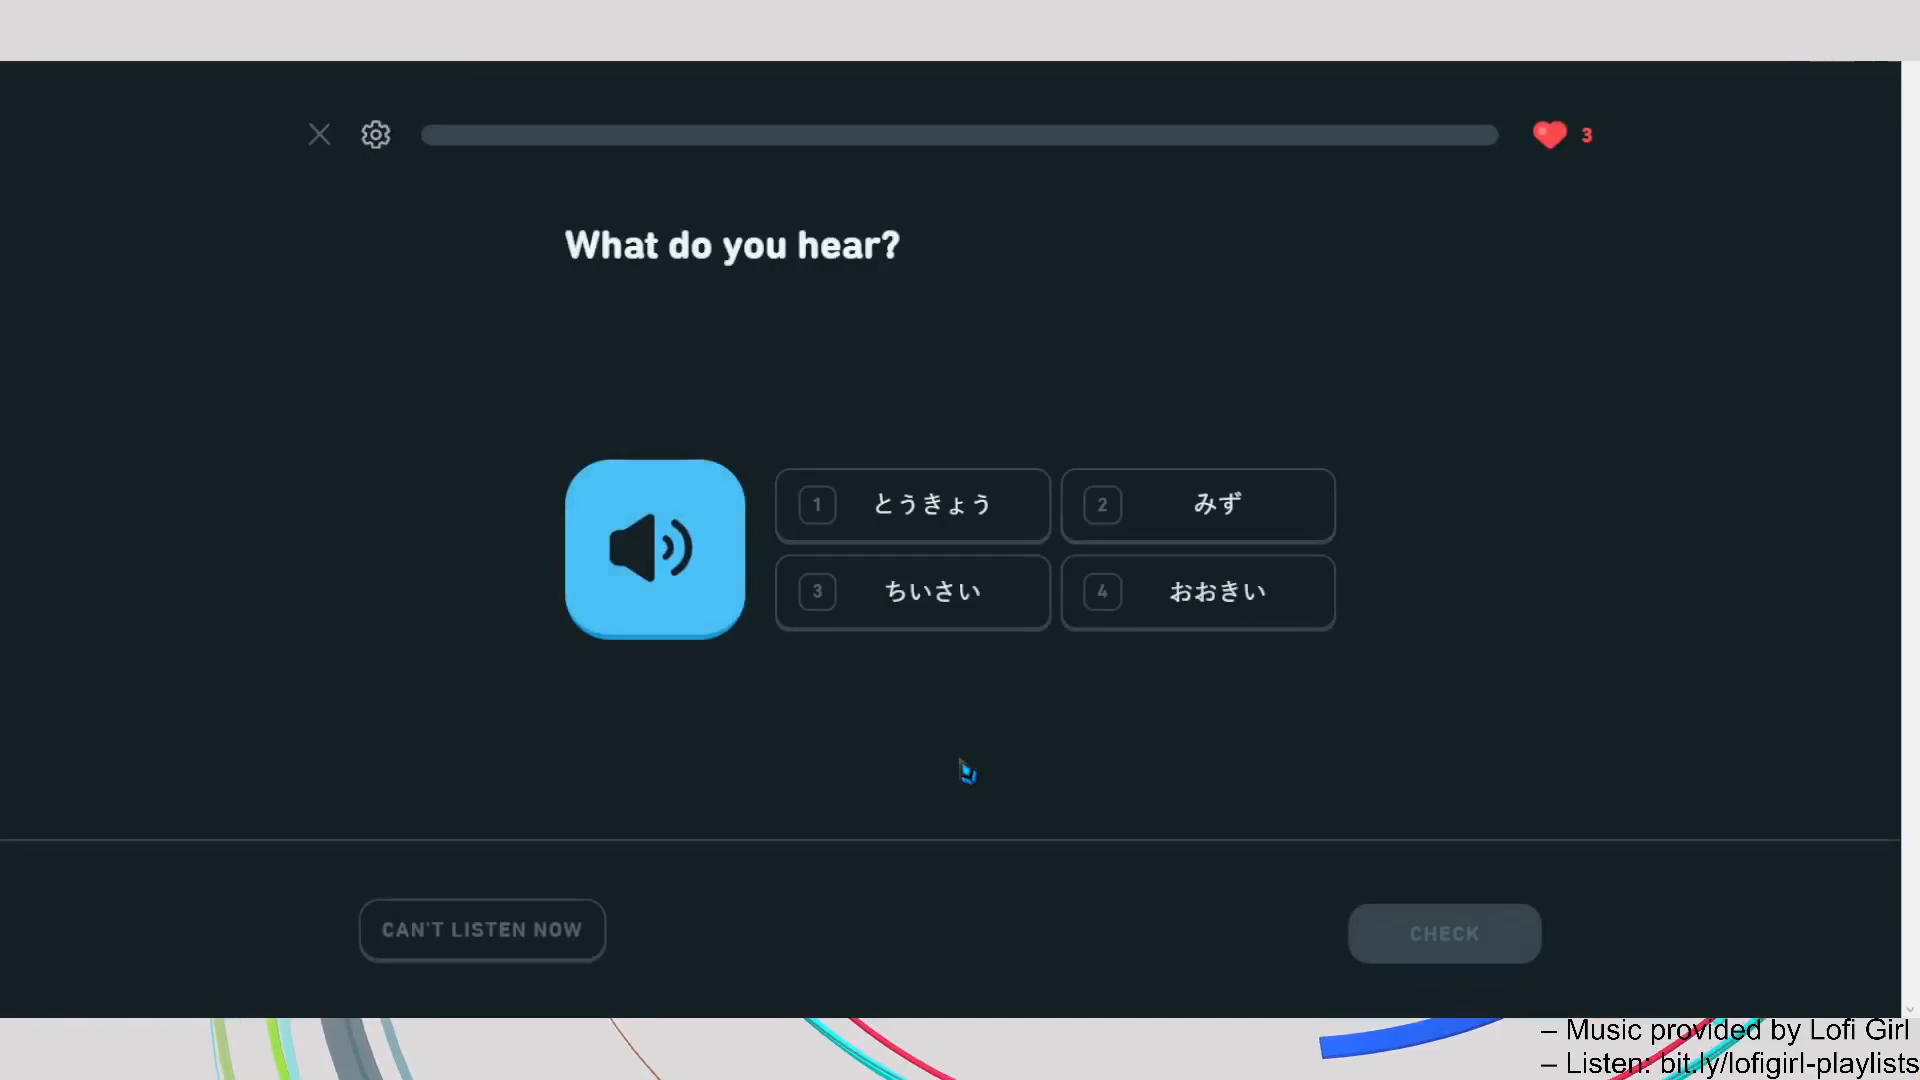 3
What do you hear?
1 とうきょう
2 みず
3 ちいさい
4 おおきい
CAN'T LISTEN NOW
CHECK
– Music provided by Lofi Girl
– Listen: bit.ly/lofigirl-playlists